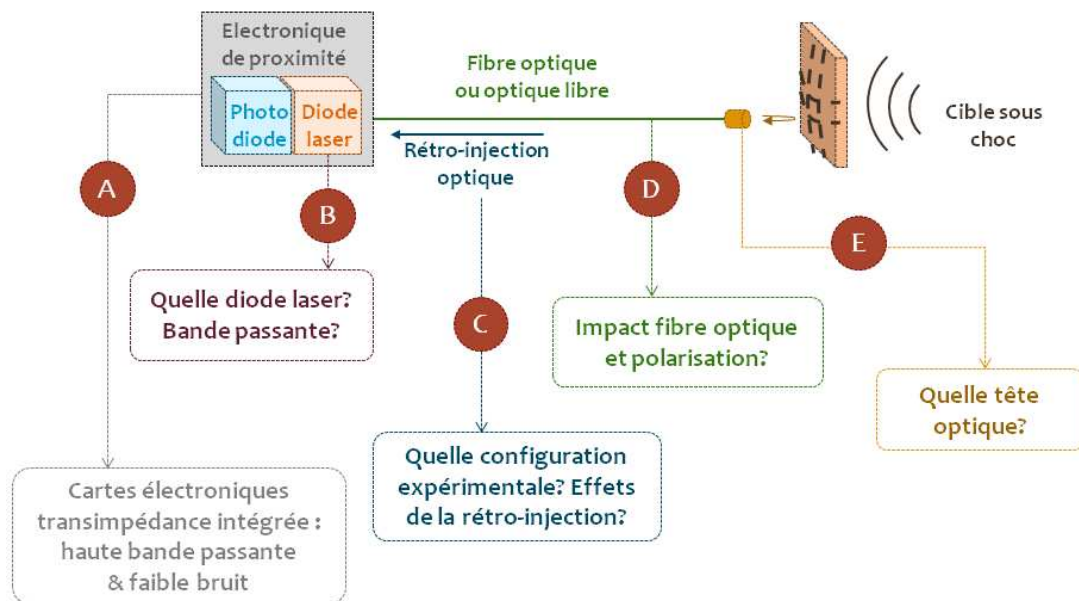 Electronique
de proximité
Photo
diode
Diode
laser
Fibre optique
ou optique libre
Rétro-injection
optique
Cible sous
choc
A
B
C
D
E
Quelle diode laser?
Bande passante?
Impact fibre optique
et polarisation?
Quelle tête
optique?
Quelle configuration
expérimentale? Effets
de la rétro-injection?
Cartes électroniques
transimpédance intégrée :
haute bande passante
& faible bruit